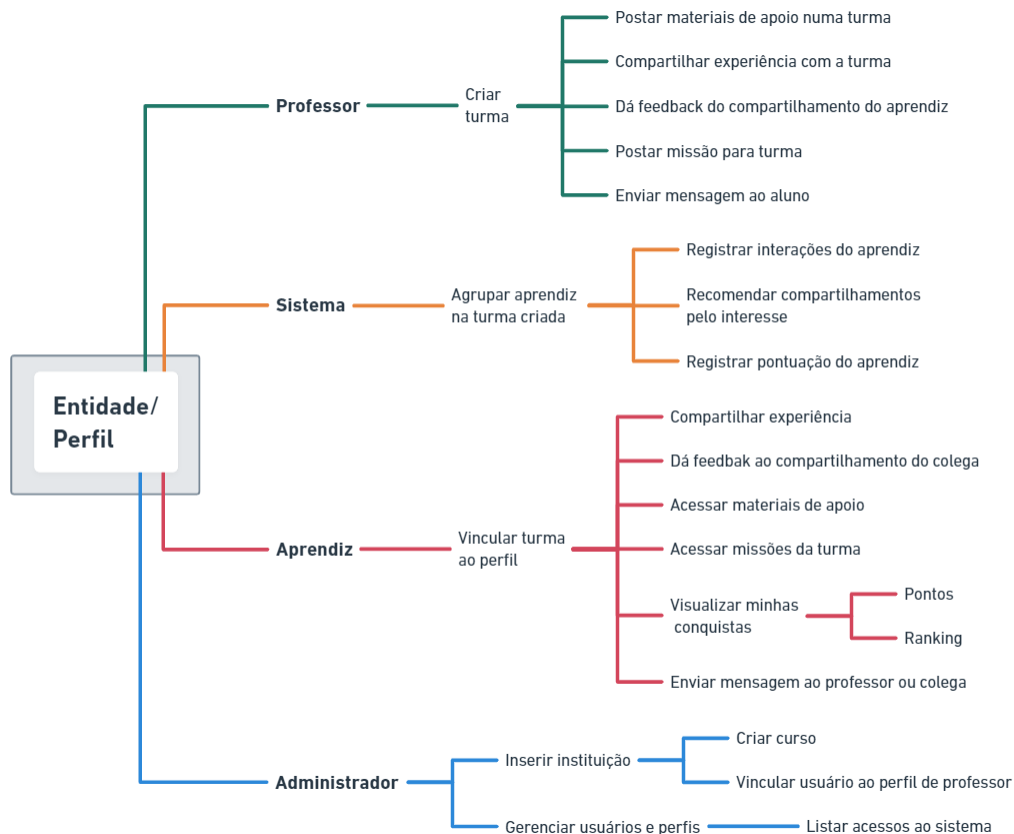 Entidade/
Perfil
Professor
Criar
turma
Postar materiais de apoio numa turma
Compartilhar experiência com a turma
Dá feedback do compartilhamento do aprendiz
Postar missão para turma
Enviar mensagem ao aluno
Sistema
Agrupar aprendiz
na turma criada
Registrar interações do aprendiz
Recomendar compartilhamentos
pelo interesse
Registrar pontuação do aprendiz
Aprendiz
Vincular turma
ao perfil
Compartilhar experiência
Dá feedbak ao compartilhamento do colega
Acessar materiais de apoio
Acessar missões da turma
Visualizar minhas
conquistas
Pontos
Ranking
Enviar mensagem ao professor ou colega
Administrador
Inserir instituição
Criar curso
Vincular usuário ao perfil de professor
Gerenciar usuários e perfis
Listar acessos ao sistema